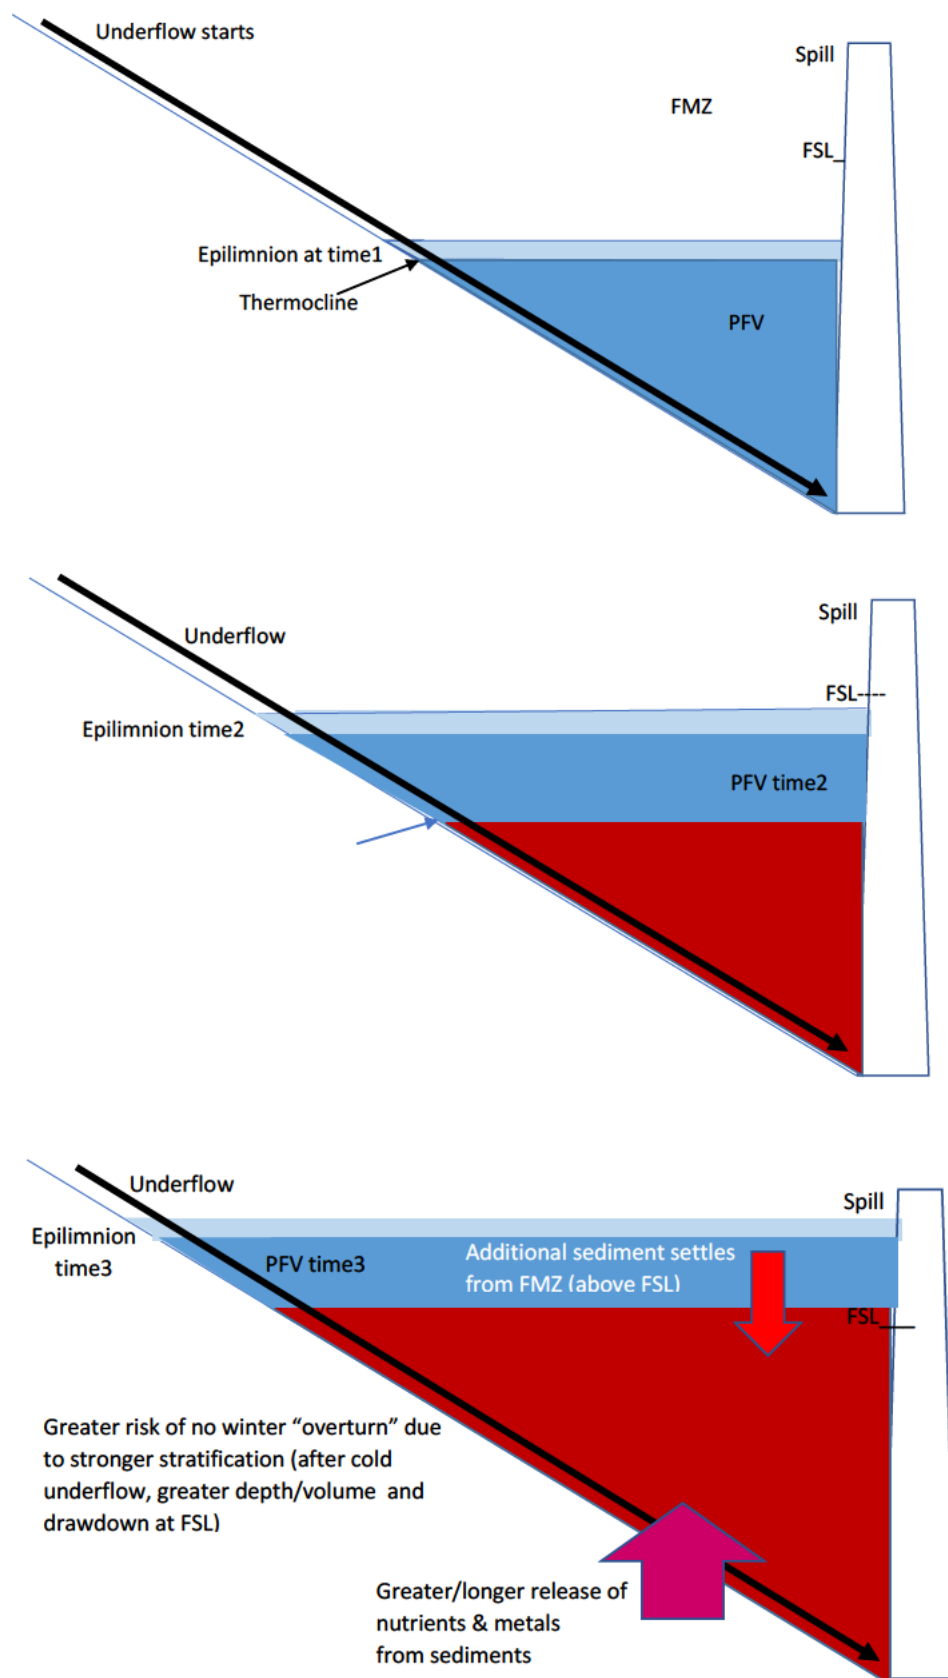 Underflow starts
Spill
FMZ
FSL
Epilimnion at time1
Thermocline
PFV
Underflow
Spill
FSL----
Epilimnion time2
PFV time2
Underflow
Spill
Epilimnion
time3
PFV time3
Additional sediment settles
from FMZ (above FSL)
FSL
Greater risk of no winter “overturn” due
to stronger stratification (after cold
underflow, greater depth/volume and
drawdown at FSL)
Greater/longer release of
nutrients & metals
from sediments